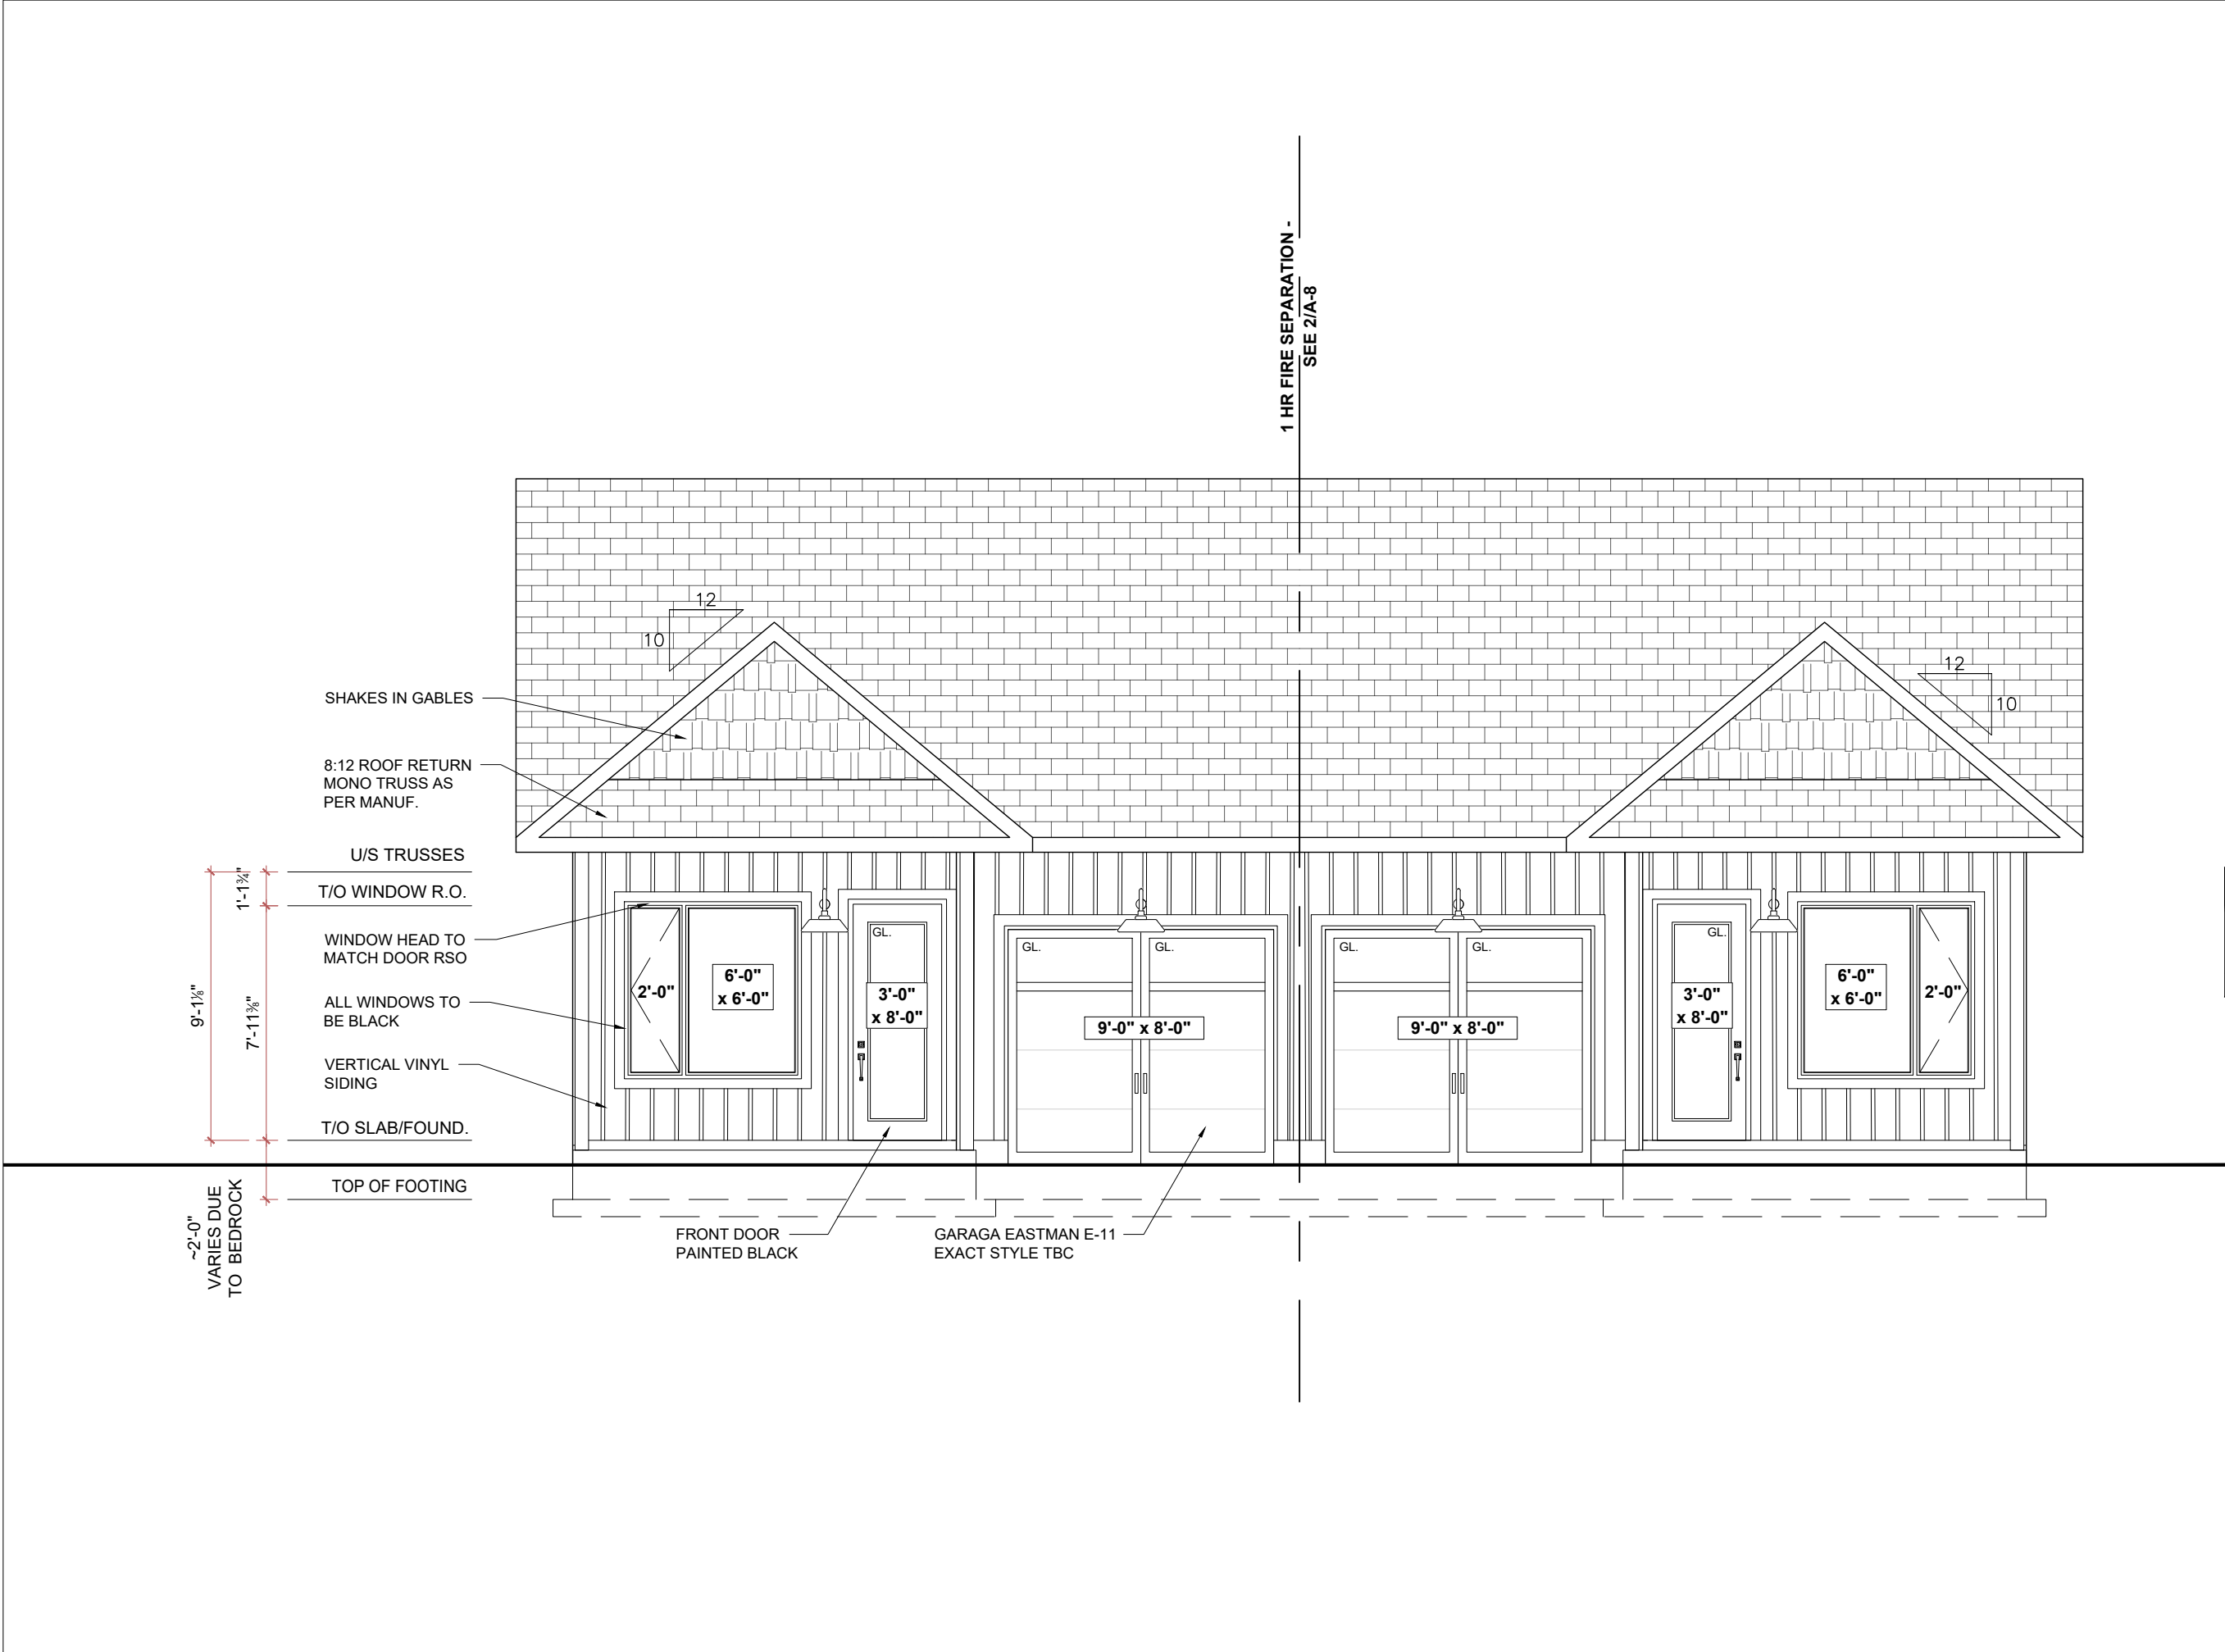 1 HR FIRE SEPARATION -
SEE 2/A-8
12
10
12
10
SHAKES IN GABLES
8:12 ROOF RETURN
MONO TRUSS AS
PER MANUF.
U/S TRUSSES
T/O WINDOW R.O.
WINDOW HEAD TO
MATCH DOOR RSO
ALL WINDOWS TO
BE BLACK
VERTICAL VINYL
SIDING
T/O SLAB/FOUND.
TOP OF FOOTING
1'-1¾"
9'-1⅛"
7'-11⅜"
~2'-0"
VARIES DUE
TO BEDROCK
2'-0"
6'-0"
x 6'-0"
GL.
3'-0"
x 8'-0"
GL.
GL.
9'-0" x 8'-0"
GL.
GL.
9'-0" x 8'-0"
GL.
3'-0"
x 8'-0"
6'-0"
x 6'-0"
2'-0"
FRONT DOOR
PAINTED BLACK
GARAGA EASTMAN E-11
EXACT STYLE TBC